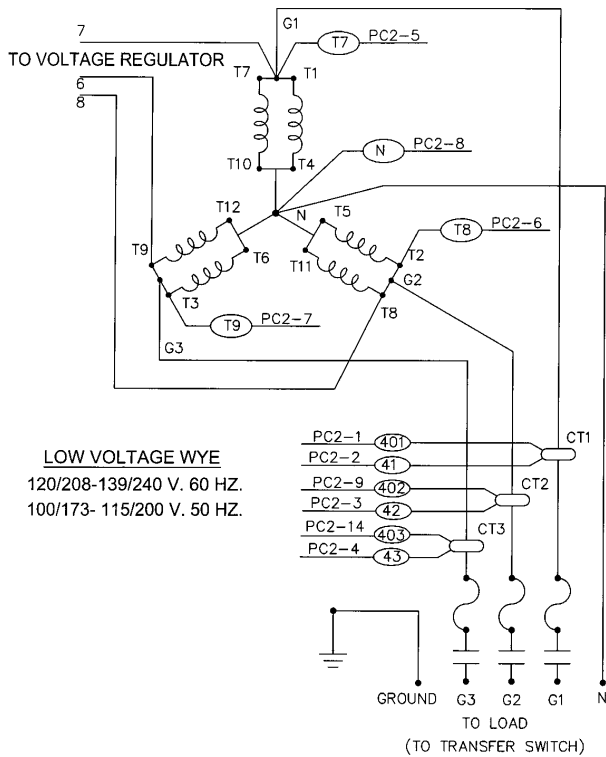 G1
7
T7 PC2-5
TO VOLTAGE REGULATOR
T7 T1
6
8
T10 T4
N PC2-8
T12 N T5
T8 PC2-6
T9 T6 T11 T2
G2
T3 T8
T9 PC2-7
G3
PC2-1 401 CT1
PC2-2 41
LOW VOLTAGE WYE
120/208-139/240 V. 60 HZ.
100/173- 115/200 V. 50 HZ.
PC2-9 402 CT2
PC2-3 42
PC2-14 403 CT3
PC2-4 43
GROUND G3 G2 G1 N
TO LOAD
(TO TRANSFER SWITCH)